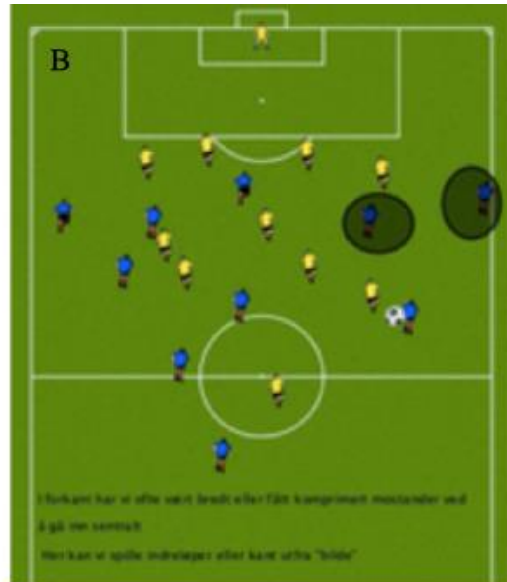 B
I forkant har vi ofte vært bredt eller fått komprimert motstander ved
å gå inn sentralt
Her kan vi spille indreløper eller kant utfra "bilde"